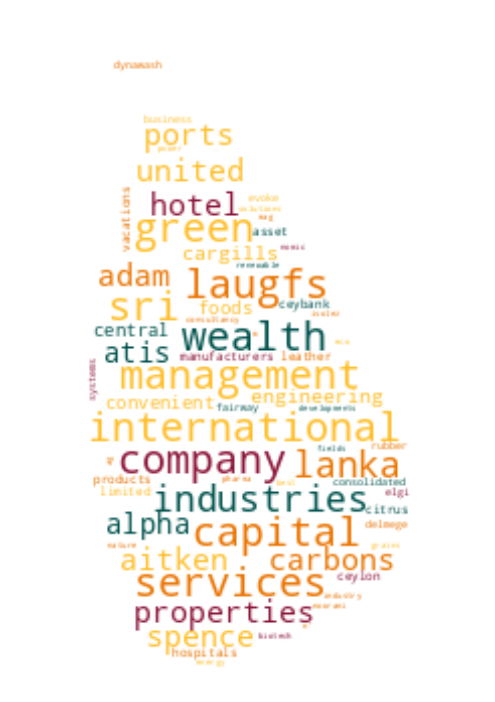 dynawash
business
ports
power
united
vacations
hotel evoke
solutions
mag
green asset
cargills
renewable
adam laugfs
sri foods ceybank
consultancy
central wealth
atis manufacturers leather
systems
management
convenient engineering
fairway developments
international
fields rubber
company lanka
products pharma consolidated
limited elgi
industries citrus
alpha capital delmege
nature grains
aitken carbons
ceylon
services
industry
properties
spence biotech
hospitals
energy